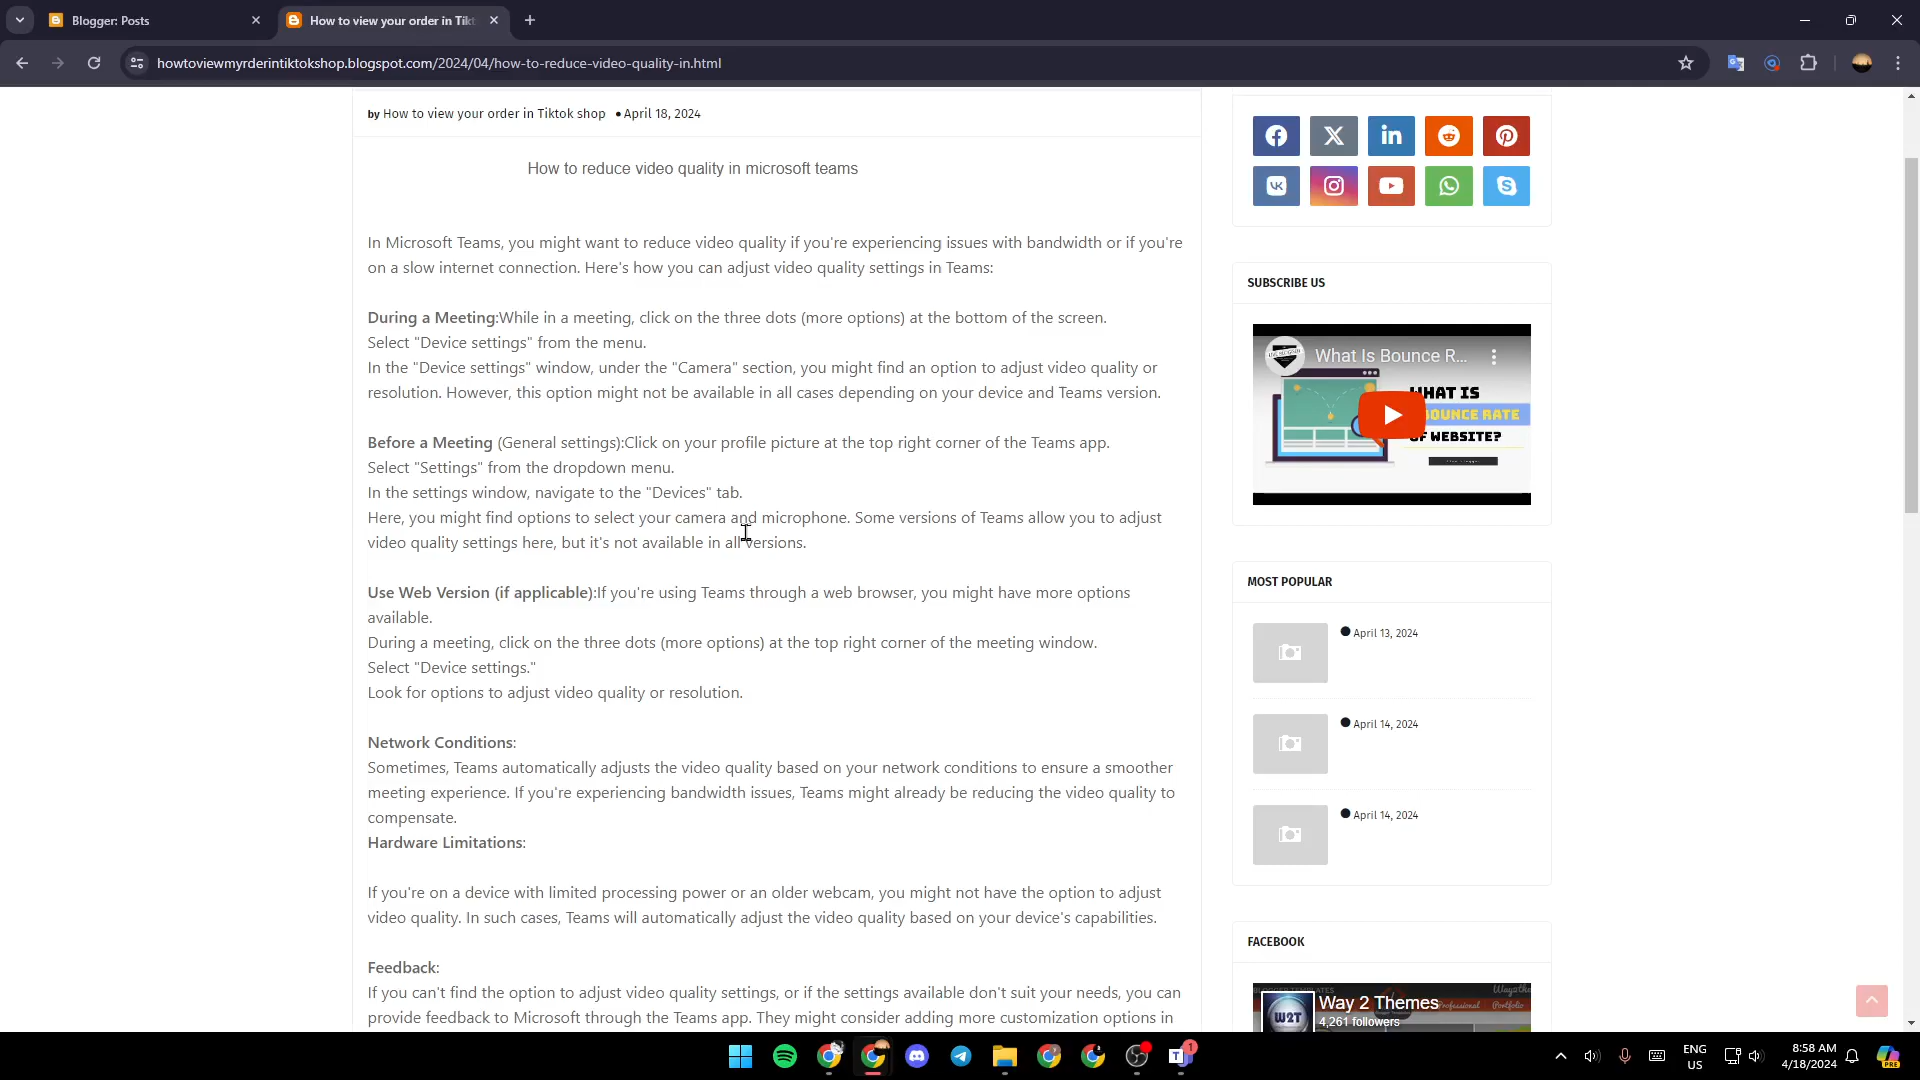 Blogger: Posts
How to view your order in Tikt
howtoviewmyrderintiktokshop.blogspot.com/2024/04/how-to-reduce-video-quality-in.html
by How to view your order in Tiktok shop • April 18, 2024
How to reduce video quality in microsoft teams
In Microsoft Teams, you might want to reduce video quality if you're experiencing issues with bandwidth or if you're
on a slow internet connection. Here's how you can adjust video quality settings in Teams:
During a Meeting:While in a meeting, click on the three dots (more options) at the bottom of the screen.
Select "Device settings" from the menu.
In the "Device settings" window, under the "Camera" section, you might find an option to adjust video quality or
resolution. However, this option might not be available in all cases depending on your device and Teams version.
Before a Meeting (General settings):Click on your profile picture at the top right corner of the Teams app.
Select "Settings" from the dropdown menu.
In the settings window, navigate to the "Devices" tab.
Here, you might find options to select your camera and microphone. Some versions of Teams allow you to adjust
video quality settings here, but it's not available in all versions.
Use Web Version (if applicable):If you're using Teams through a web browser, you might have more options
available.
During a meeting, click on the three dots (more options) at the top right corner of the meeting window.
Select "Device settings."
Look for options to adjust video quality or resolution.
Network Conditions:
Sometimes, Teams automatically adjusts the video quality based on your network conditions to ensure a smoother
meeting experience. If you're experiencing bandwidth issues, Teams might already be reducing the video quality to
compensate.
Hardware Limitations:
If you're on a device with limited processing power or an older webcam, you might not have the option to adjust
video quality. In such cases, Teams will automatically adjust the video quality based on your device's capabilities.
Feedback:
If you can't find the option to adjust video quality settings, or if the settings available don't suit your needs, you can
provide feedback to Microsoft through the Teams app. They might consider adding more customization options in
SUBSCRIBE US
What Is Bounce R...
WHAT IS
BOUNCE RATE
OF WEBSITE?
MOST POPULAR
April 13, 2024
April 14, 2024
April 14, 2024
FACEBOOK
Way 2 Themes
4,261 followers
W2T
ENG
US
8:58 AM
4/18/2024
1
PRE